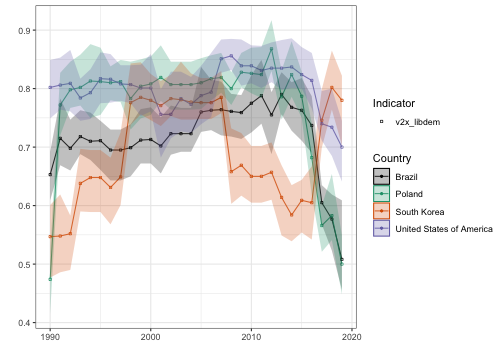 0.9
0.8
0.7
0.6
0.5
0.4
1990
2000
2010
2020
Indicator
v2x_libdem
Country
Brazil
Poland
South Korea
United States of America